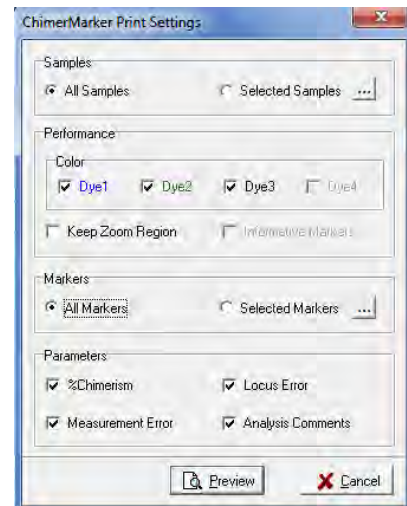 ChimerMarker Print Settings
Samples
All Samples Selected Samples ...
Performance
Color
Dye1 Dye2 Dye3 Dye4
Keep Zoom Region Informative Markers
Markers
All Markers Selected Markers ...
Parameters
%Chimerism Locus Error
Measurement Error Analysis Comments
Preview Cancel